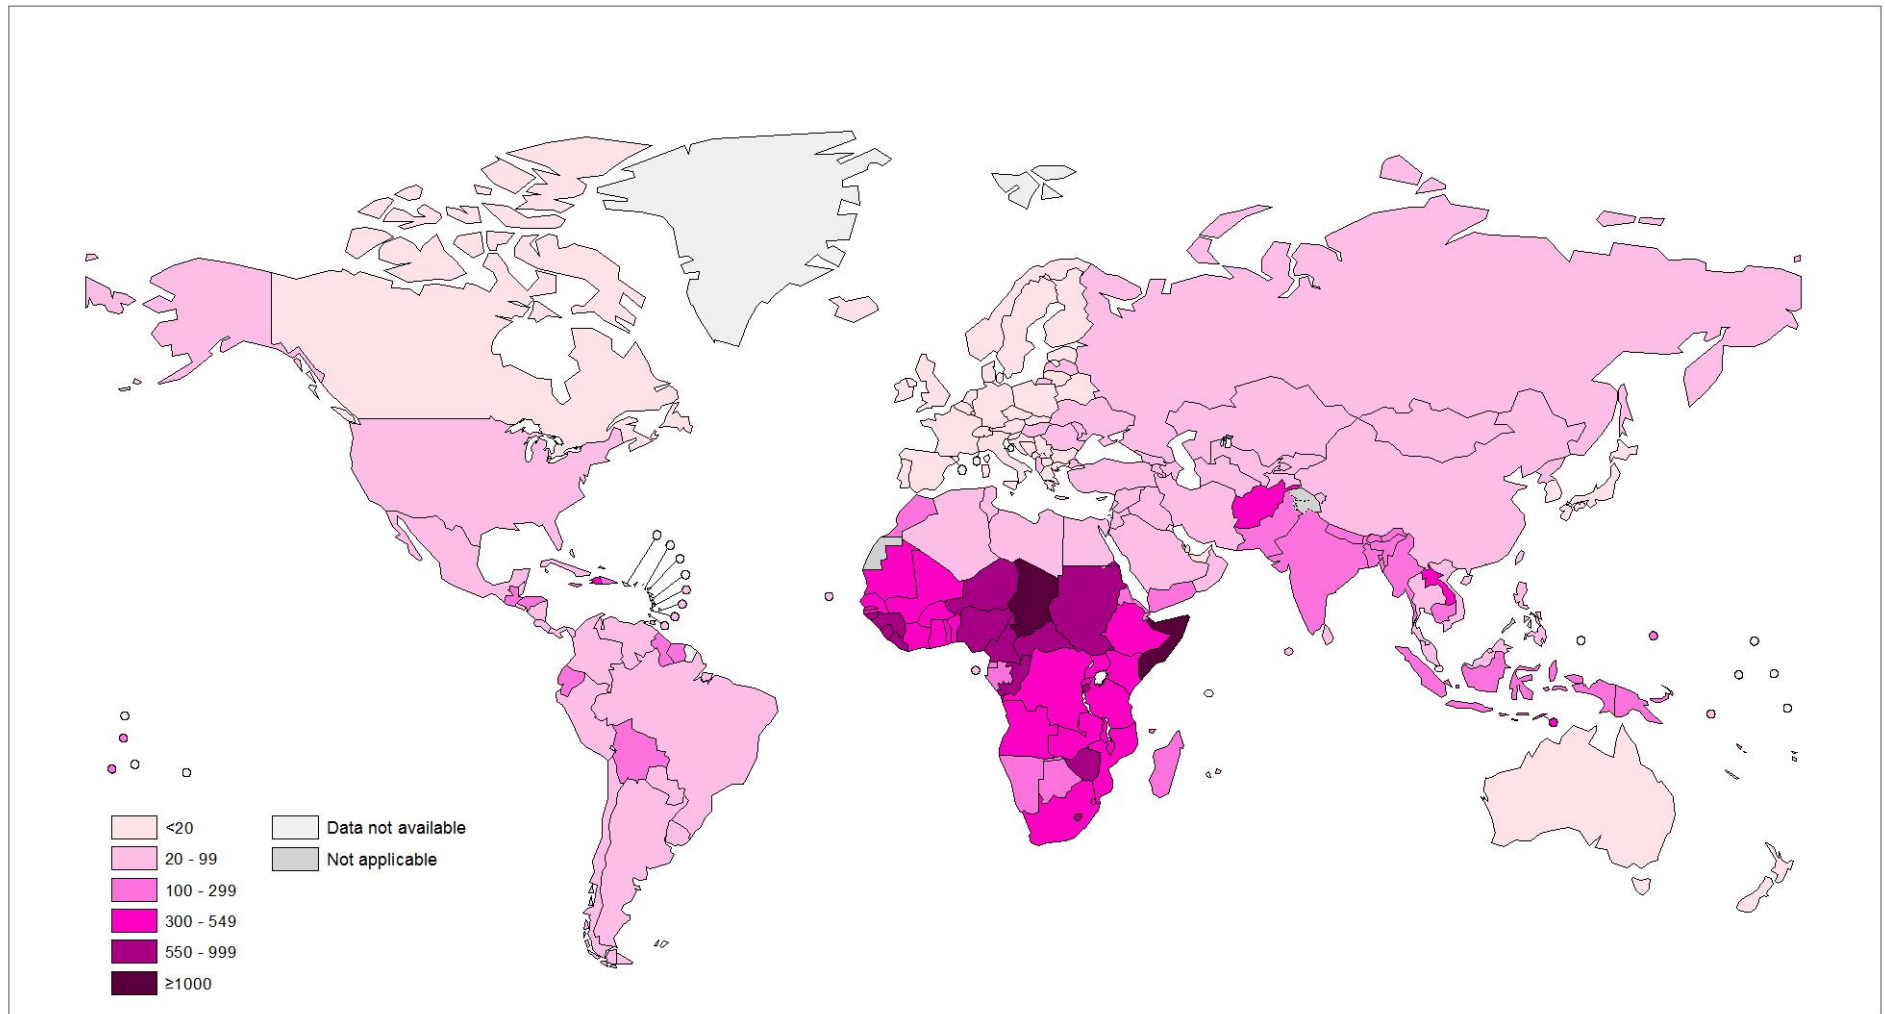 <20
20 - 99
100 - 299
300 - 549
550 - 999
≥1000
Data not available
Not applicable